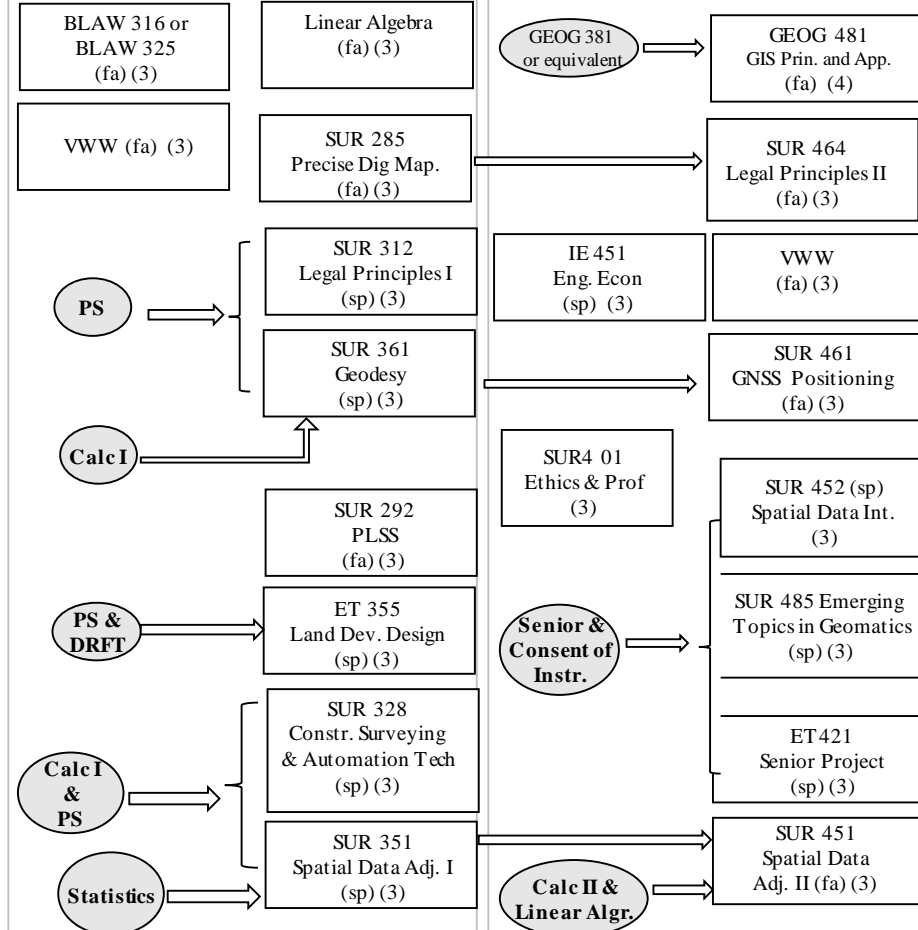 BLAW 316 or
BLAW 325
(fa) (3)
Linear Algebra
(fa) (3)
GEOG 381
or equivalent
GEOG 481
GIS Prin. and App.
(fa) (4)
VWW (fa) (3)
SUR 285
Precise Dig Map.
(fa) (3)
SUR 464
Legal Principles II
(fa) (3)
PS
SUR 312
Legal Principles I
(sp) (3)
IE 451
Eng. Econ
(sp) (3)
VWW
(fa) (3)
SUR 361
Geodesy
(sp) (3)
SUR 461
GNSS Positioning
(fa) (3)
Calc I
SUR4 01
Ethics & Prof
(3)
SUR 452 (sp)
Spatial Data Int.
(3)
SUR 292
PLSS
(fa) (3)
PS &
DRFT
ET 355
Land Dev. Design
(sp) (3)
Senior &
Consent of
Instr.
SUR 485 Emerging
Topics in Geomatics
(sp) (3)
Calc I
&
PS
SUR 328
Constr. Surveying
& Automation Tech
(sp) (3)
ET 421
Senior Project
(sp) (3)
Statistics
SUR 351
Spatial Data Adj. I
(sp) (3)
Calc II &
Linear Algr.
SUR 451
Spatial Data
Adj. II (fa) (3)